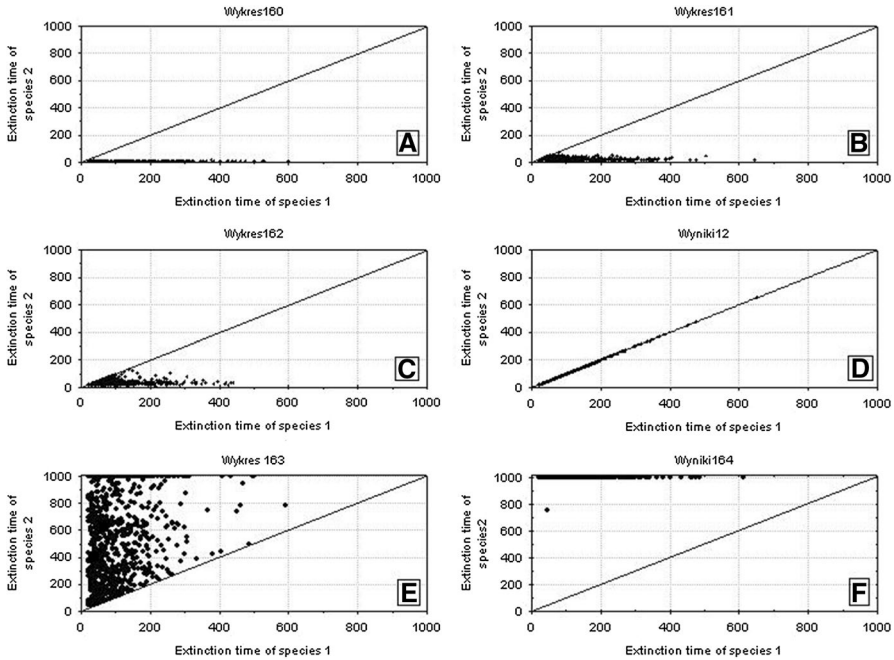 Wykres160
Extinction time of
species 2
1000
800
600
400
200
0
0 200 400 600 800 1000
A
Extinction time of species 1
Wykres161
Extinction time of
species 2
1000
800
600
400
200
0
0 200 400 600 800 1000
B
Extinction time of species 1
Wykres162
Extinction time of
species 2
1000
800
600
400
200
0
0 200 400 600 800 1000
C
Extinction time of species 1
Wyniki12
Extinction time of
species 2
1000
800
600
400
200
0
0 200 400 600 800 1000
D
Extinction time of species 1
Wykres 163
Extinction time of
species 2
1000
800
600
400
200
0
0 200 400 600 800 1000
E
Extinction time of species 1
Wyniki164
Extinction time of
species2
1000
800
600
400
200
0
0 200 400 600 800 1000
F
Extinction time of species 1